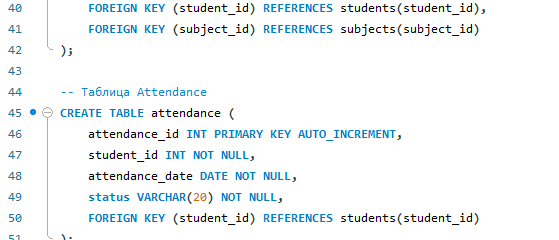 40 FOREIGN KEY (student_id) REFERENCES students(student_id),
41 FOREIGN KEY (subject_id) REFERENCES subjects(subject_id)
42 );
43
44 -- Таблица Attendance
45 CREATE TABLE attendance (
46 attendance_id INT PRIMARY KEY AUTO_INCREMENT,
47 student_id INT NOT NULL,
48 attendance_date DATE NOT NULL,
49 status VARCHAR(20) NOT NULL,
50 FOREIGN KEY (student_id) REFERENCES students(student_id)
51 );